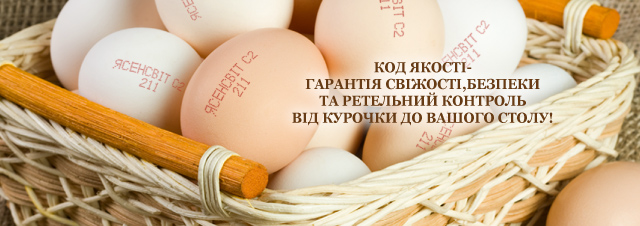 ЯСЕНСВІТ С2
ЯСЕНСВІТ С2
211
ЯСЕНСВІТ С2
211
211
КОД ЯКОСТІ-
ГАРАНТІЯ СВІЖОСТІ,БЕЗПЕКИ
ТА РЕТЕЛЬНИЙ КОНТРОЛЬ
ВІД КУРОЧКИ ДО ВАШОГО СТОЛУ!